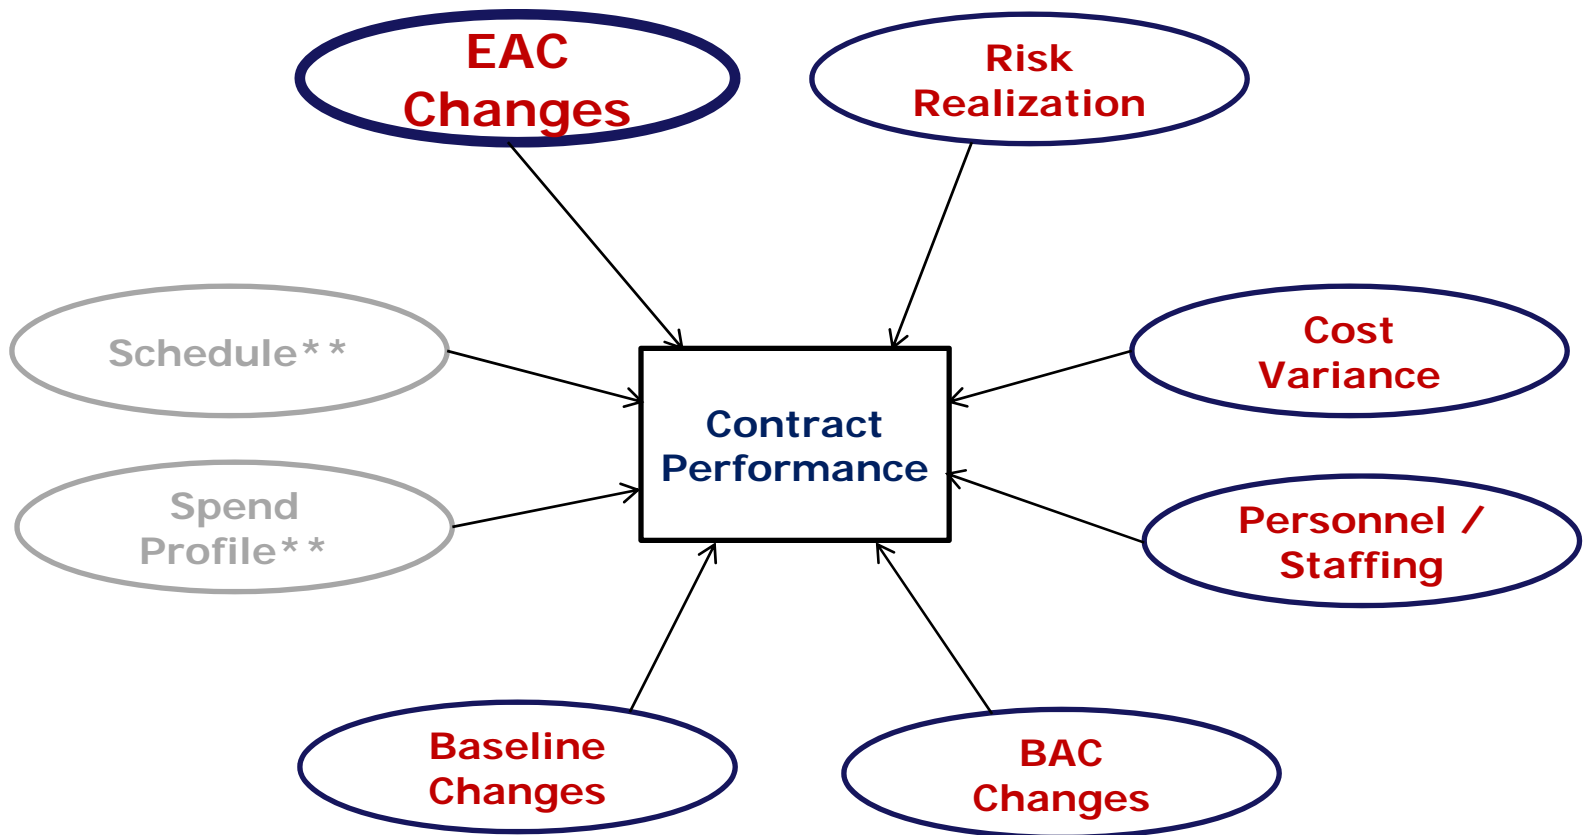 EAC
Changes
Risk
Realization
Schedule**
Cost
Variance
Contract
Performance
Spend
Profile**
Personnel /
Staffing
Baseline
Changes
BAC
Changes